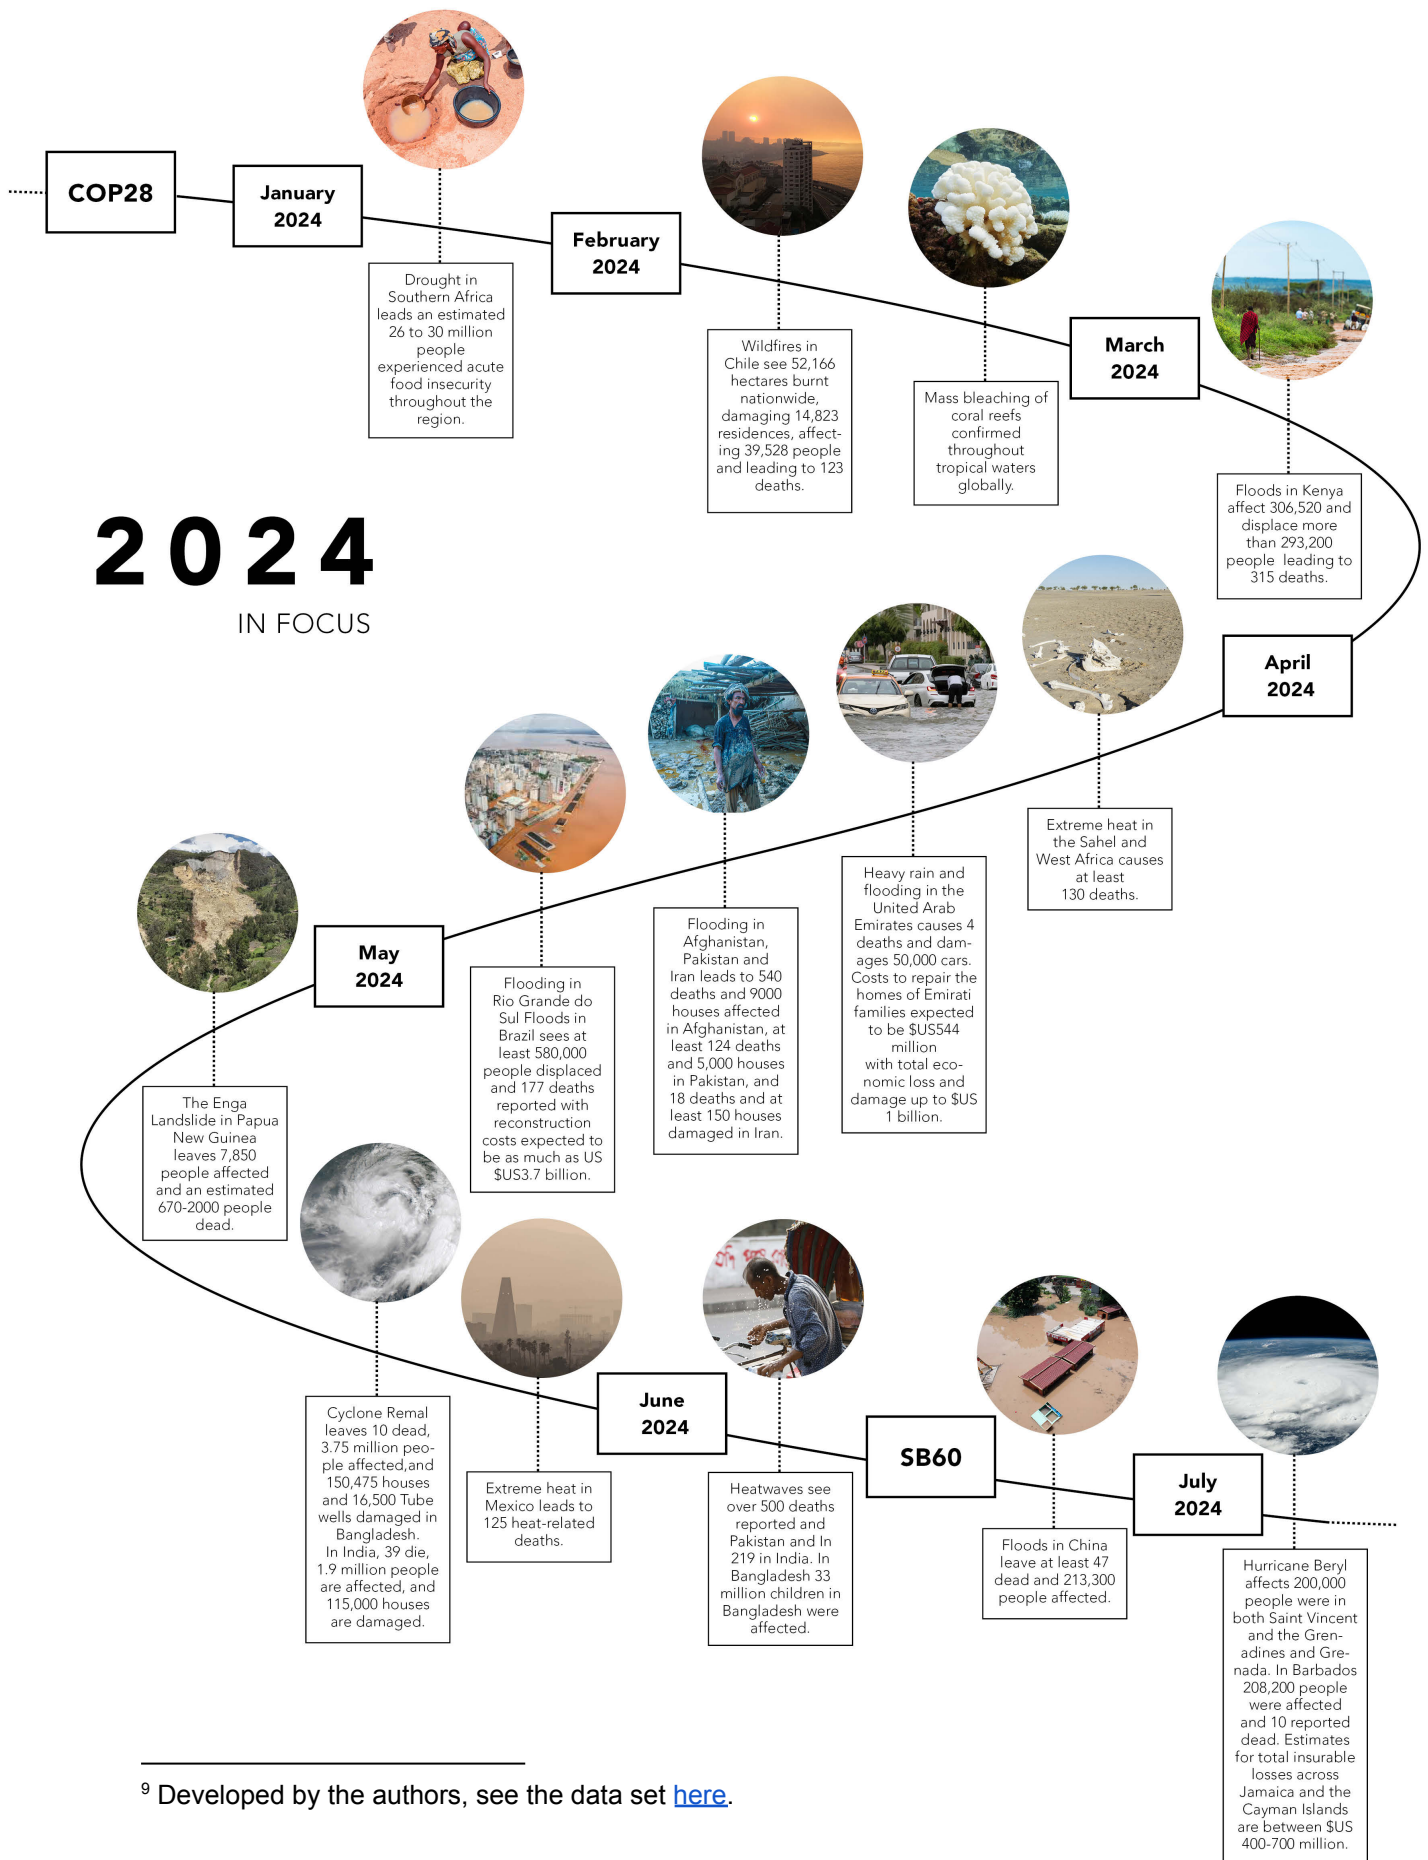 COP28
January
2024
Drought in
Southern Africa
leads an estimated
26 to 30 million
people
experienced acute
food insecurity
throughout the
region.
February
2024
Wildfires in
Chile see 52,166
hectares burnt
nationwide,
damaging 14,823
residences, affect-
ing 39,528 people
and leading to 123
deaths.
Mass bleaching of
coral reefs
confirmed
throughout
tropical waters
globally.
March
2024
Floods in Kenya
affect 306,520 and
displace more
than 293,200
people leading to
315 deaths.
2024
IN FOCUS
April
2024
Extreme heat in
the Sahel and
West Africa causes
at least
130 deaths.
Heavy rain and
flooding in the
United Arab
Emirates causes 4
deaths and dam-
ages 50,000 cars.
Costs to repair the
homes of Emirati
families expected
to be $US544
million
with total eco-
nomic loss and
damage up to $US
1 billion.
Flooding in
Afghanistan,
Pakistan and
Iran leads to 540
deaths and 9000
houses affected
in Afghanistan, at
least 124 deaths
and 5,000 houses
in Pakistan, and
18 deaths and at
least 150 houses
damaged in Iran.
Flooding in
Rio Grande do
Sul Floods in
Brazil sees at
least 580,000
people displaced
and 177 deaths
reported with
reconstruction
costs expected to
be as much as US
$US3.7 billion.
May
2024
The Enga
Landslide in Papua
New Guinea
leaves 7,850
people affected
and an estimated
670-2000 people
dead.
Cyclone Remal
leaves 10 dead,
3.75 million peo-
ple affected,and
150,475 houses
and 16,500 Tube
wells damaged in
Bangladesh.
In India, 39 die,
1.9 million people
are affected, and
115,000 houses
are damaged.
Extreme heat in
Mexico leads to
125 heat-related
deaths.
June
2024
Heatwaves see
over 500 deaths
reported and
Pakistan and In
219 in India. In
Bangladesh 33
million children in
Bangladesh were
affected.
SB60
Floods in China
leave at least 47
dead and 213,300
people affected.
July
2024
Hurricane Beryl
affects 200,000
people were in
both Saint Vincent
and the Gren-
adines and Gre-
nada. In Barbados
208,200 people
were affected
and 10 reported
dead. Estimates
for total insurable
losses across
Jamaica and the
Cayman Islands
are between $US
400-700 million.
9 Developed by the authors, see the data set here.